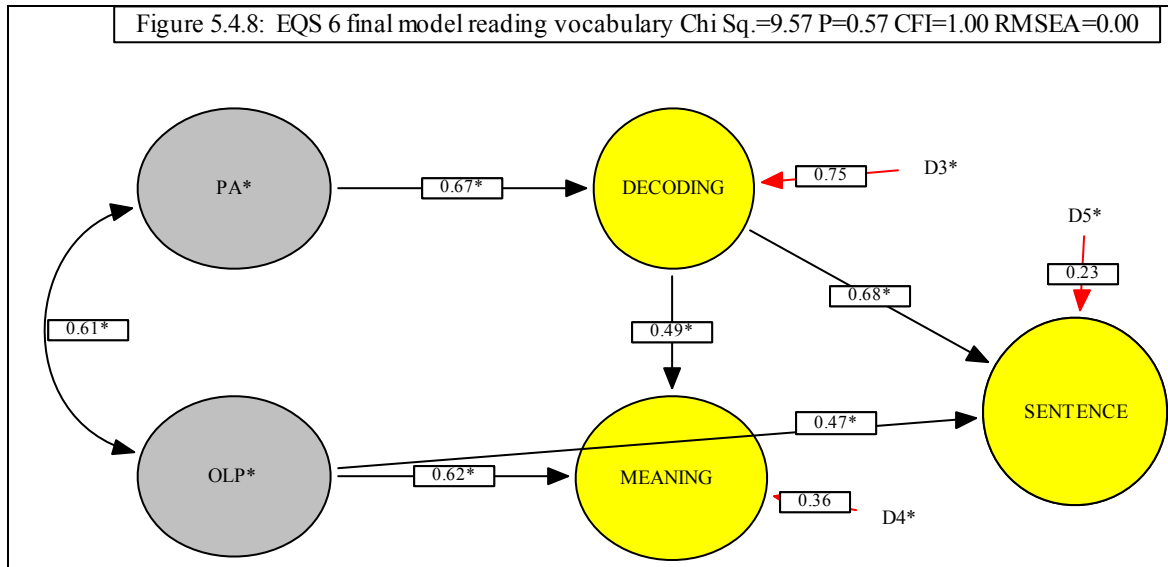 Figure 5.4.8: EQS 6 final model reading vocabulary Chi Sq.=9.57 P=0.57 CFI=1.00 RMSEA=0.00
PA*
0.67*
DECODING
0.75
D3*
D5*
0.23
0.68*
0.61*
0.49*
SENTENCE
0.47*
OLP*
0.62*
MEANING
0.36
D4*